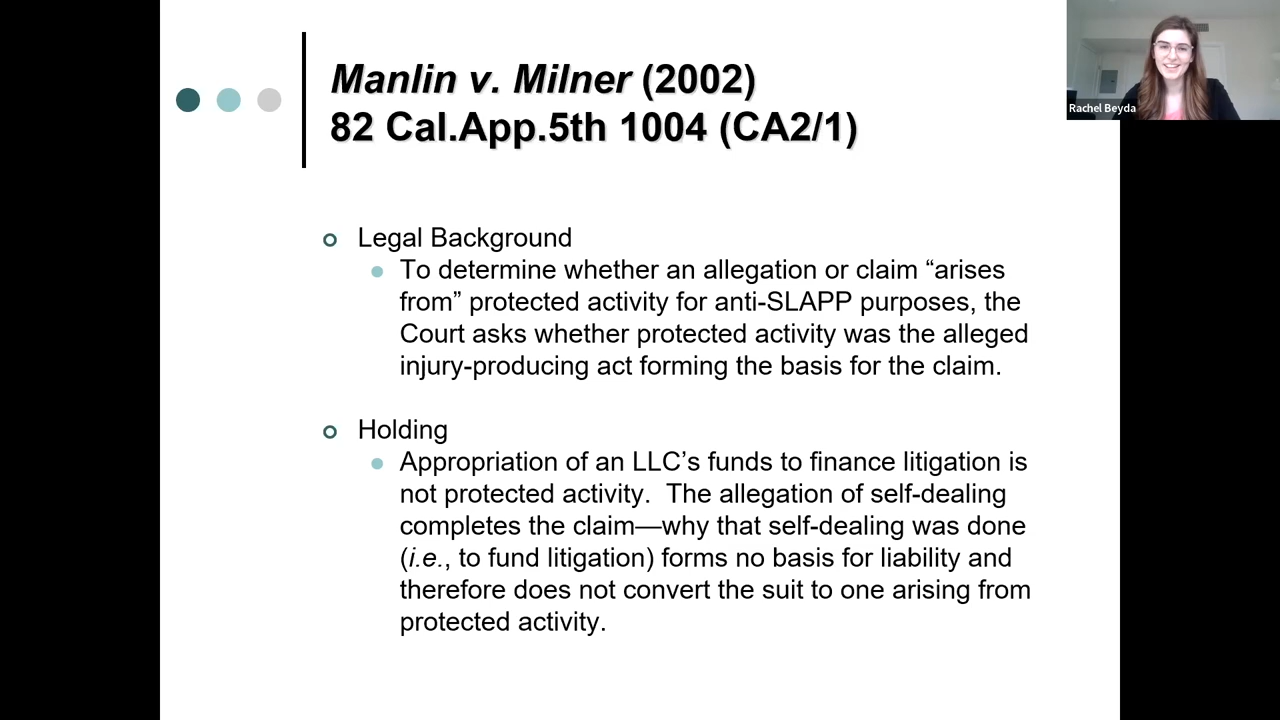 Manlin v. Milner (2002)
82 Cal.App.5th 1004 (CA2/1)
Rachel Beyda
Legal Background
To determine whether an allegation or claim “arises
from” protected activity for anti-SLAPP purposes, the
Court asks whether protected activity was the alleged
injury-producing act forming the basis for the claim.
Holding
Appropriation of an LLC’s funds to finance litigation is
not protected activity.  The allegation of self-dealing
completes the claim—why that self-dealing was done
(i.e., to fund litigation) forms no basis for liability and
therefore does not convert the suit to one arising from
protected activity.